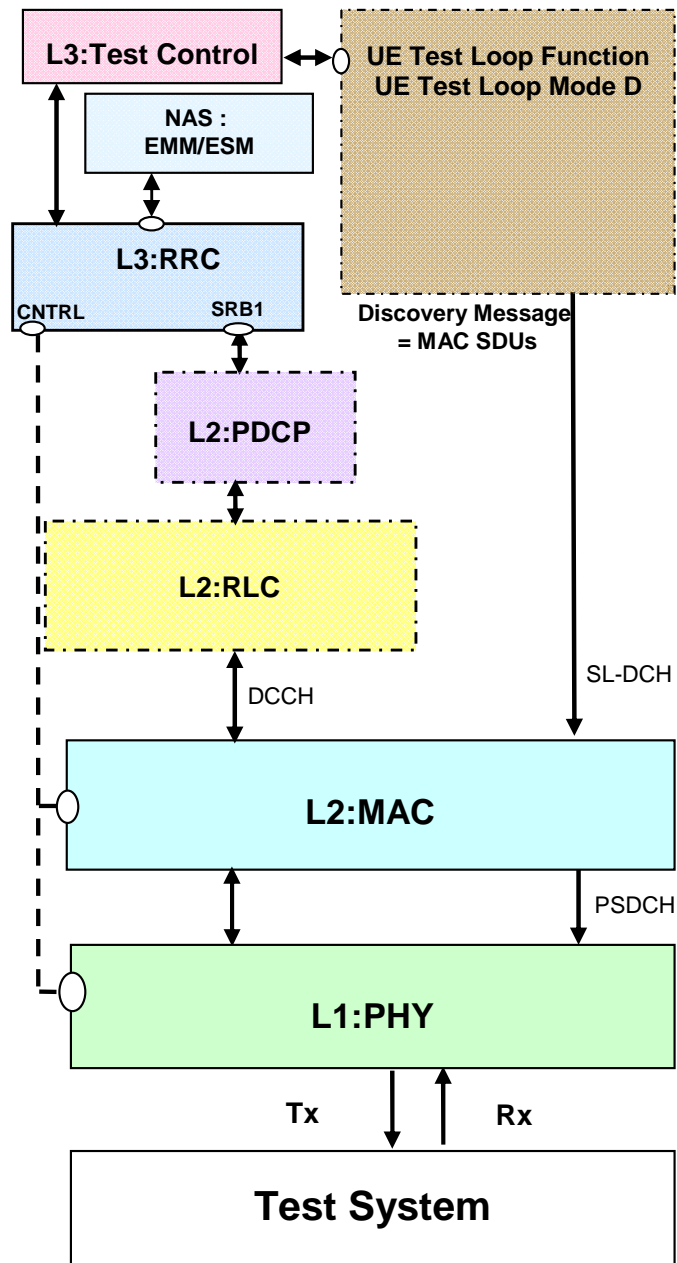 L3:Test Control
UE Test Loop Function
UE Test Loop Mode D
NAS :
EMM/ESM
L3:RRC
CNTRL
SRB1
Discovery Message
= MAC SDUs
L2:PDCP
L2:RLC
DCCH
SL-DCH
L2:MAC
PSDCH
L1:PHY
Tx
Rx
Test System